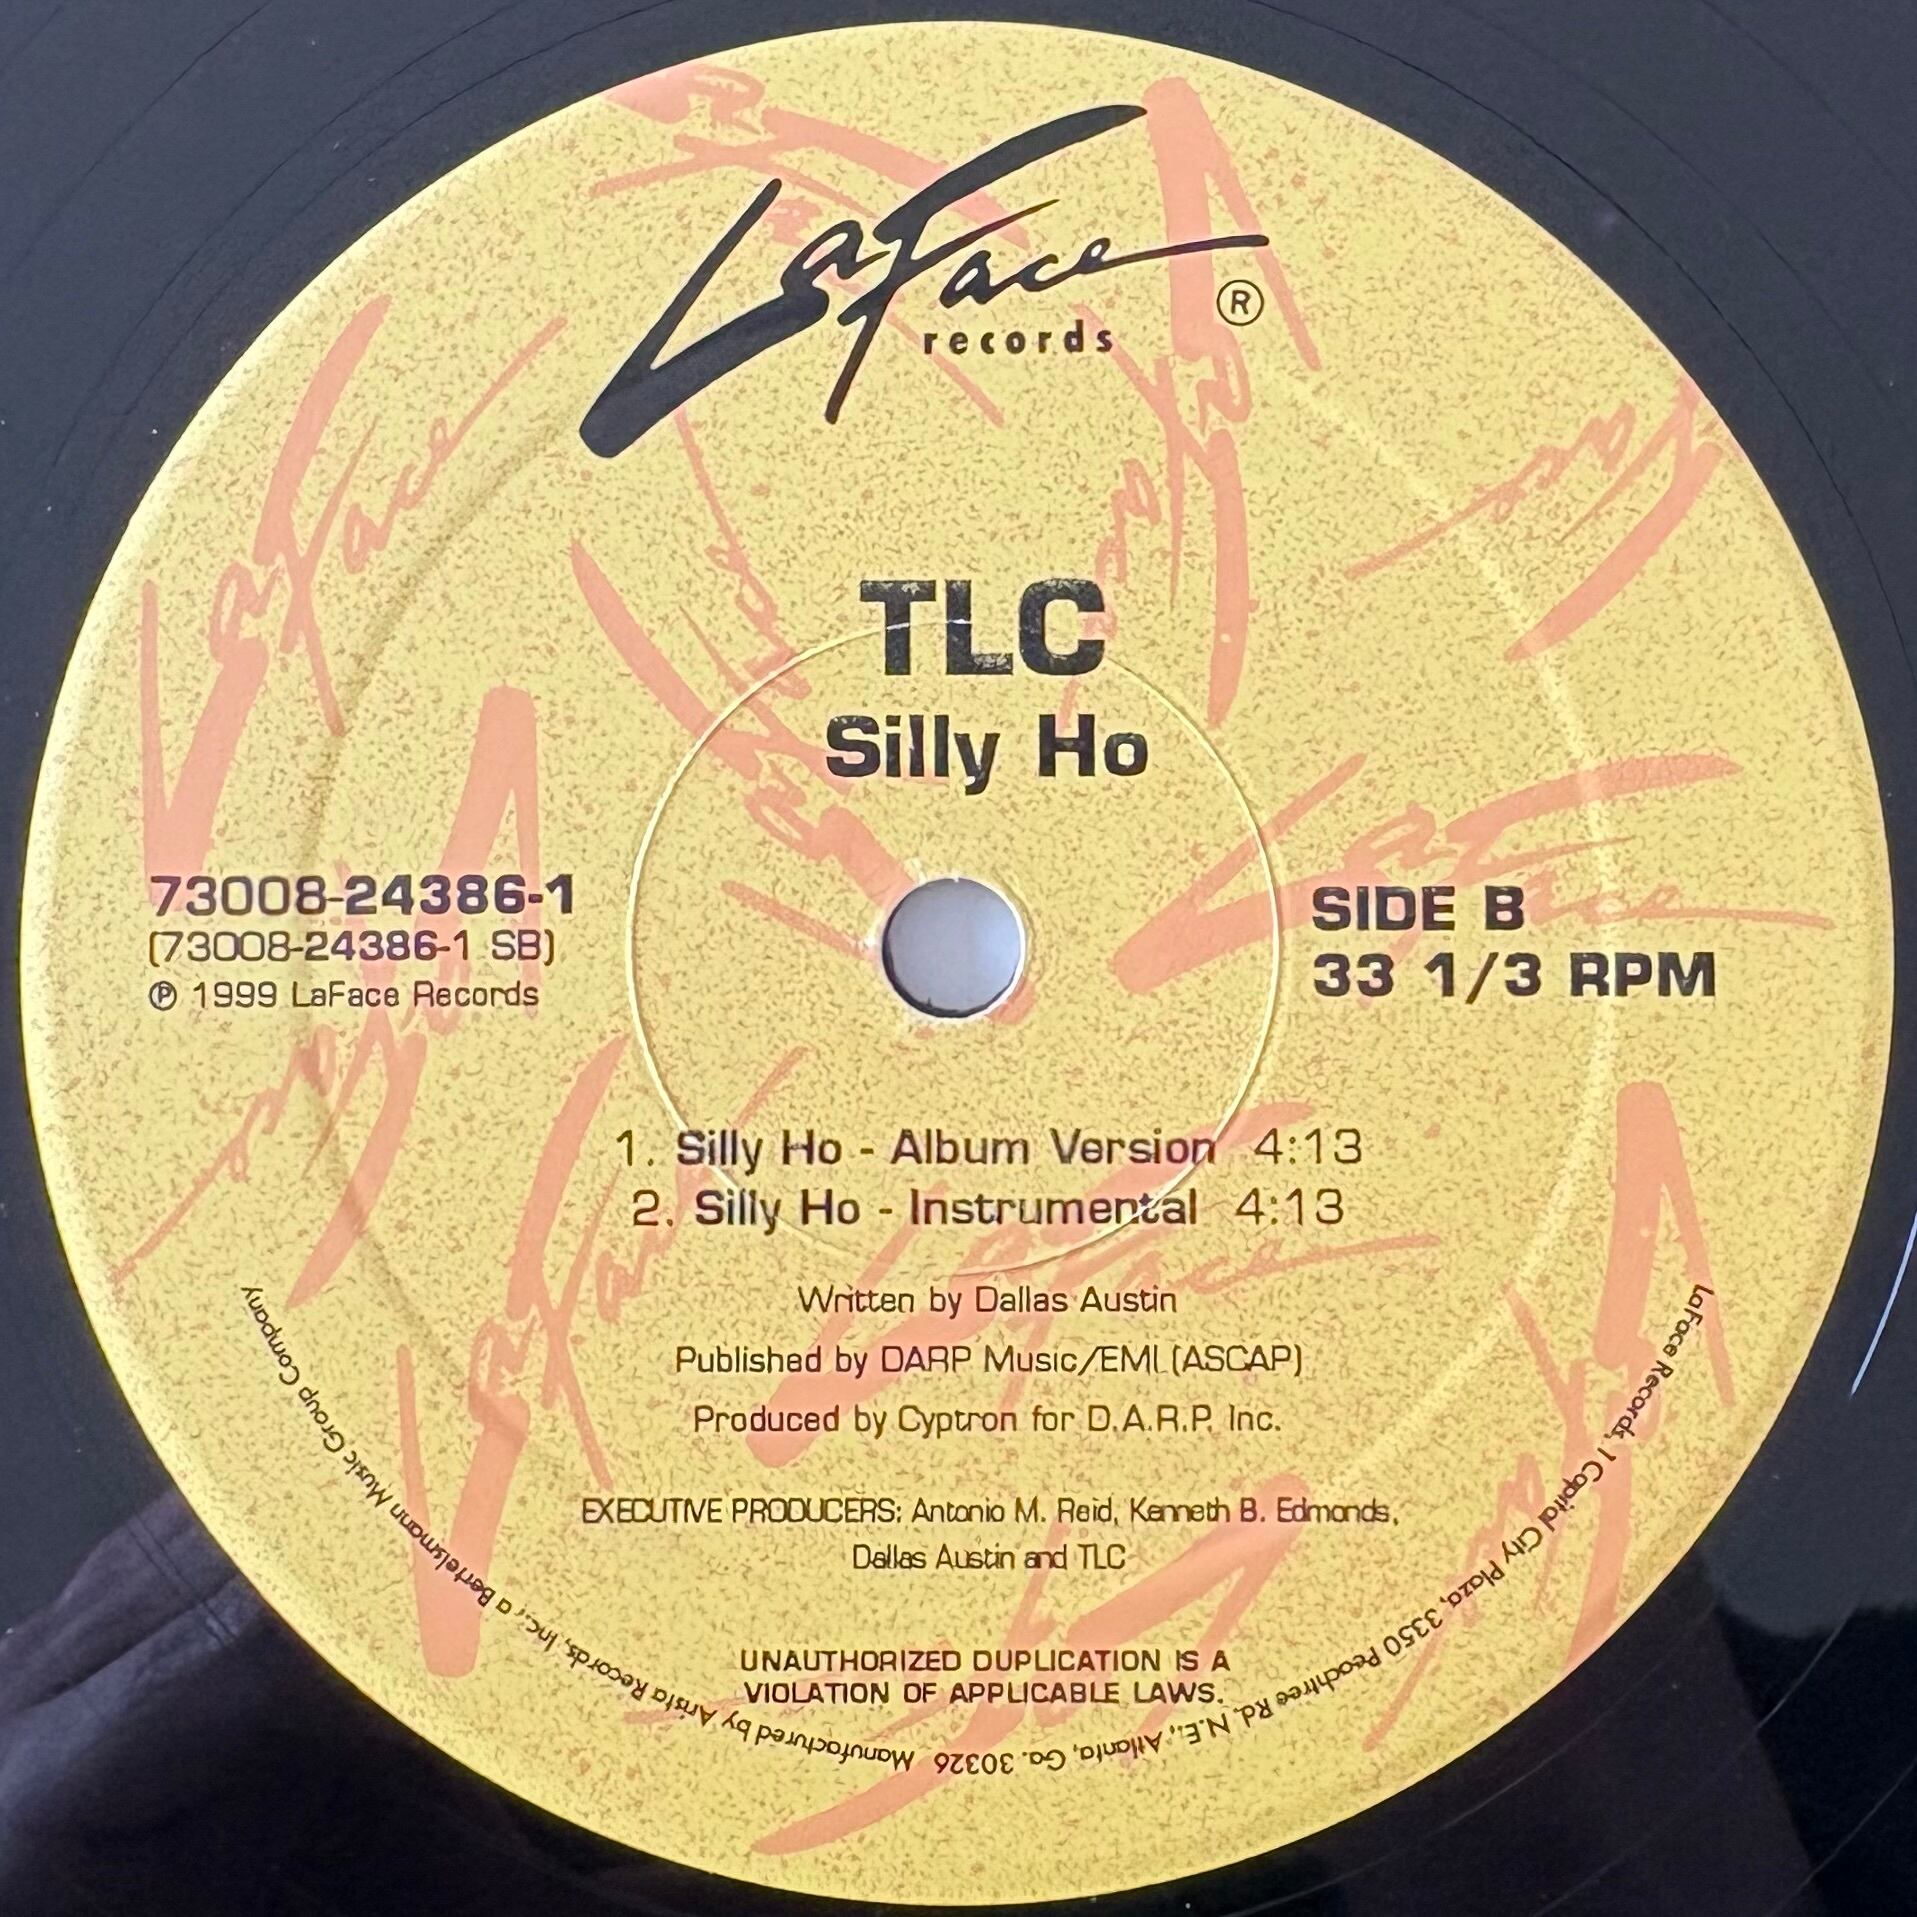 LaFace
records ®
TLC
Silly Ho
73008-24386-1
(73008-24386-1 SB)
℗ 1999 LaFace Records
SIDE B
33 1/3 RPM
1. Silly Ho - Album Version 4:13
2. Silly Ho - Instrumental 4:13
Written by Dallas Austin
Published by DARP Music/EMI (ASCAP)
Produced by Cyptron for D.A.R.P. Inc.
EXECUTIVE PRODUCERS: Antonio M. Reid, Kenneth B. Edmonds,
Dallas Austin and TLC
UNAUTHORIZED DUPLICATION IS A
VIOLATION OF APPLICABLE LAWS.
LaFace Records, 1 Capital City Plaza, 3350 Peachtree Rd. N.E., Atlanta, Ga. 30326 Manufactured by Arista Records, Inc., a Bertelsmann Music Group Company